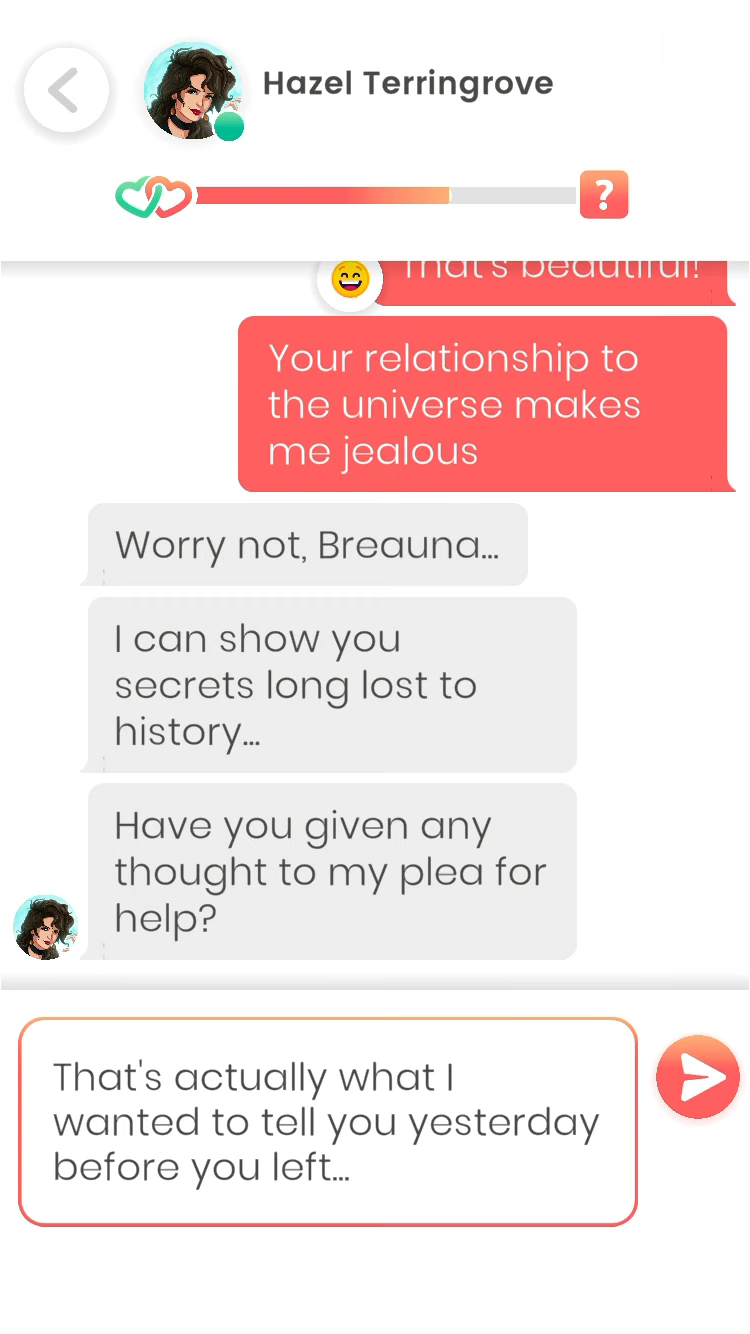 Hazel Terringrove
?
That's beautiful!
Your relationship to
the universe makes
me jealous
Worry not, Breauna...
I can show you
secrets long lost to
history...
Have you given any
thought to my plea for
help?
That's actually what I
wanted to tell you yesterday
before you left...